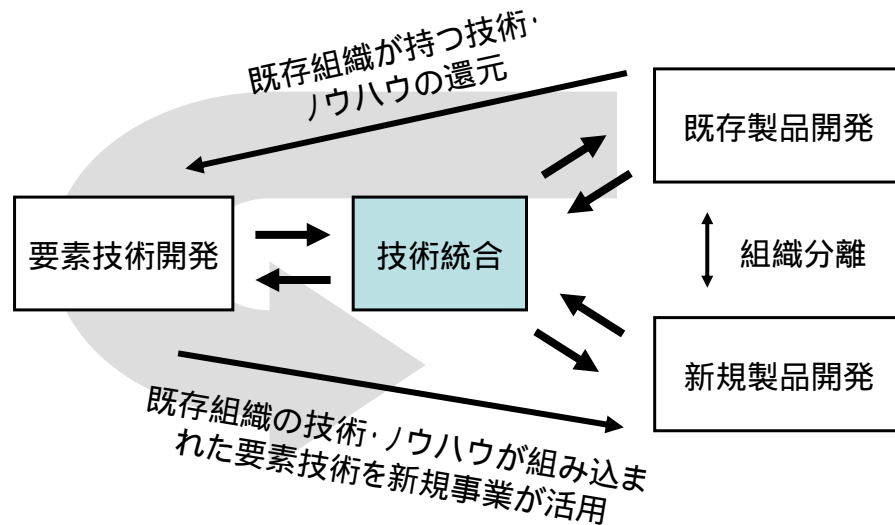 既存組織が持つ技術・
ノウハウの還元
既存製品開発
要素技術開発
技術統合
組織分離
新規製品開発
既存組織の技術・ノウハウが組み込ま
れた要素技術を新規事業が活用